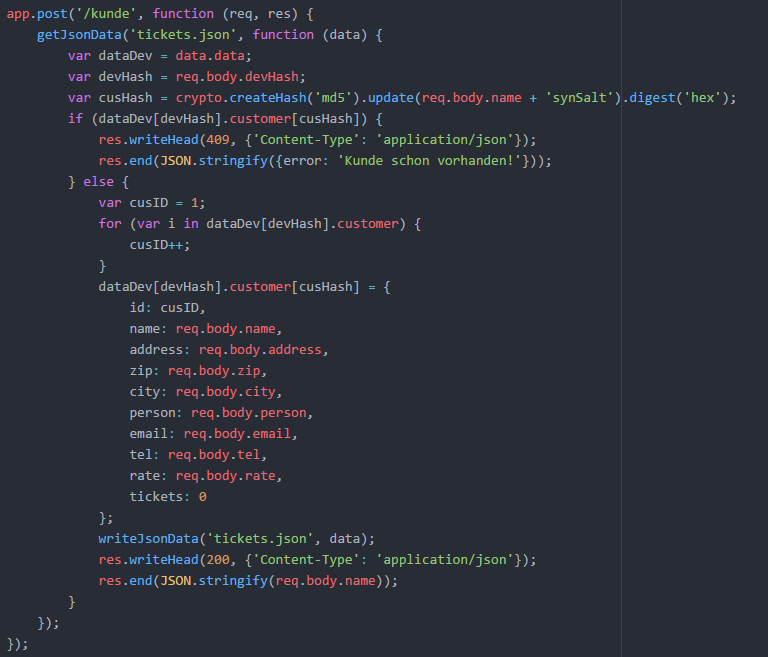 app.post('/kunde', function (req, res) {
    getJsonData('tickets.json', function (data) {
        var dataDev = data.data;
        var devHash = req.body.devHash;
        var cusHash = crypto.createHash('md5').update(req.body.name + 'synSalt').digest('hex');
        if (dataDev[devHash].customer[cusHash]) {
            res.writeHead(409, {'Content-Type': 'application/json'});
            res.end(JSON.stringify({error: 'Kunde schon vorhanden!'}));
        } else {
            var cusID = 1;
            for (var i in dataDev[devHash].customer) {
                cusID++;
            }
            dataDev[devHash].customer[cusHash] = {
                id: cusID,
                name: req.body.name,
                address: req.body.address,
                zip: req.body.zip,
                city: req.body.city,
                person: req.body.person,
                email: req.body.email,
                tel: req.body.tel,
                rate: req.body.rate,
                tickets: 0
            };
            writeJsonData('tickets.json', data);
            res.writeHead(200, {'Content-Type': 'application/json'});
            res.end(JSON.stringify(req.body.name));
        }
    });
});